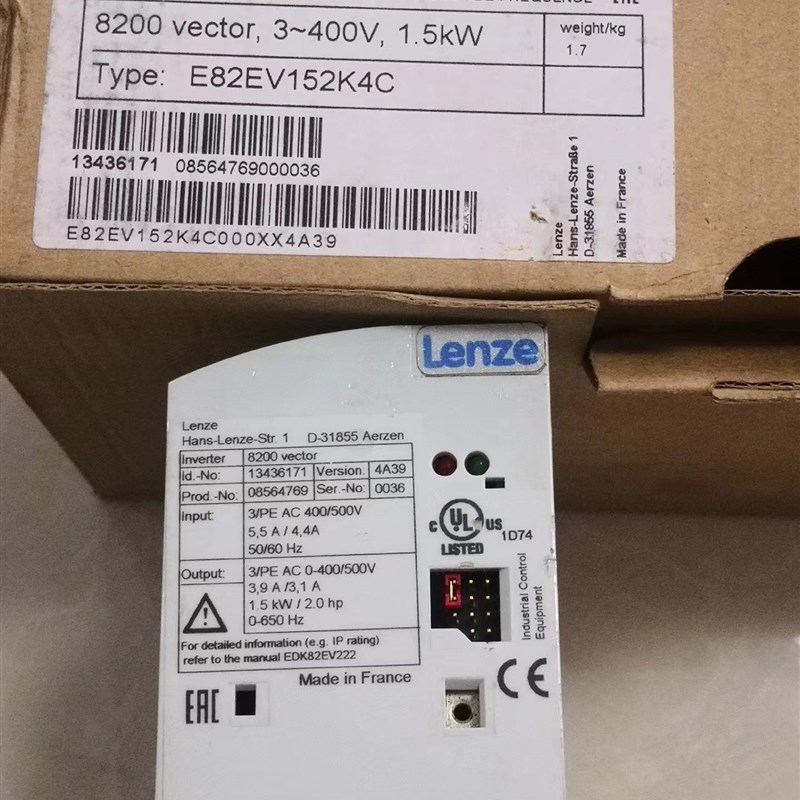 8200 vector, 3~400V, 1.5kW
weight/kg
1.7
Type: E82EV152K4C
13436171 08564769000036
E82EV152K4C000XX4A39
Lenze
Hans-Lenze-Straße 1
D-31855 Aerzen
Made in France
Lenze
Lenze
Hans-Lenze-Str. 1 D-31855 Aerzen
Inverter 8200 vector
Id.-No: 13436171 Version: 4A39
Prod.-No: 08564769 Ser.-No: 0036
Input: 3/PE AC 400/500V
5,5 A / 4,4A
50/60 Hz
Output: 3/PE AC 0-400/500V
3,9 A /3,1 A
1.5 kW / 2.0 hp
0-650 Hz
For detailed information (e.g. IP rating)
refer to the manual EDK82EV222
Made in France
EAC
C UL US
LISTED
1D74
Industrial Control
Equipment
CE